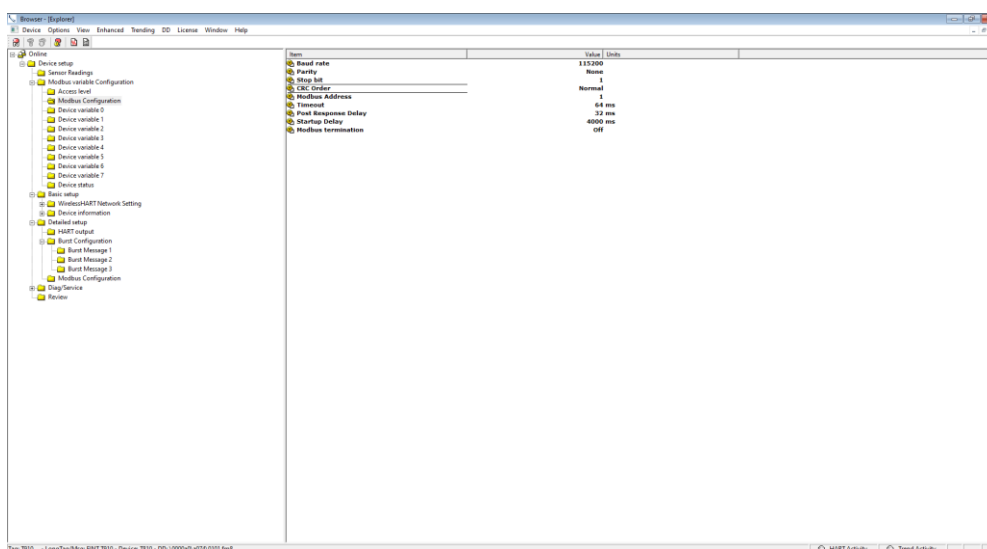 Browser - [Explorer]
Device Options View Enhanced Trending DD License Window Help
Online
Device setup
Sensor Readings
Modbus variable Configuration
Access level
Modbus Configuration
Device variable 0
Device variable 1
Device variable 2
Device variable 3
Device variable 4
Device variable 5
Device variable 6
Device variable 7
Device status
Basic setup
WirelessHART Network Setting
Device information
Detailed setup
HART output
Burst Configuration
Burst Message 1
Burst Message 2
Burst Message 3
Modbus Configuration
Diag/Service
Review
Item Value Units
Baud rate 115200
Parity None
Stop bit 1
CRC Order Normal
Modbus Address 1
Timeout 64 ms
Post Response Delay 32 ms
Startup Delay 4000 ms
Modbus termination Off
HART Activity Trend Activity